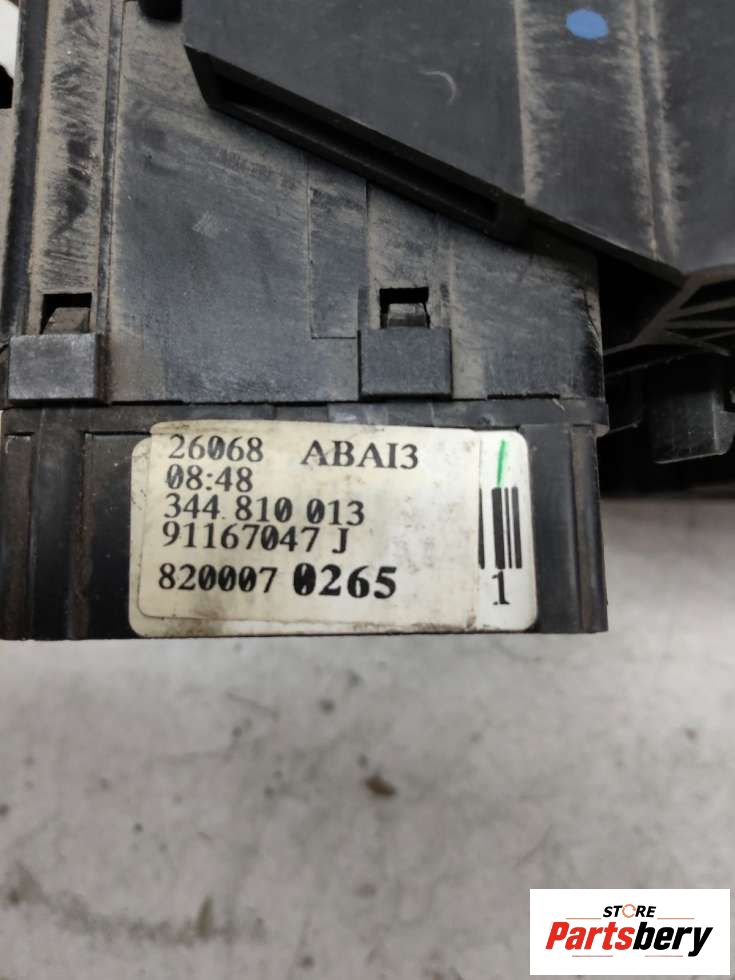 26068 ABAI3
08:48
344 810 013
91167047 J
820007 0265
1
STORE
Partsbery